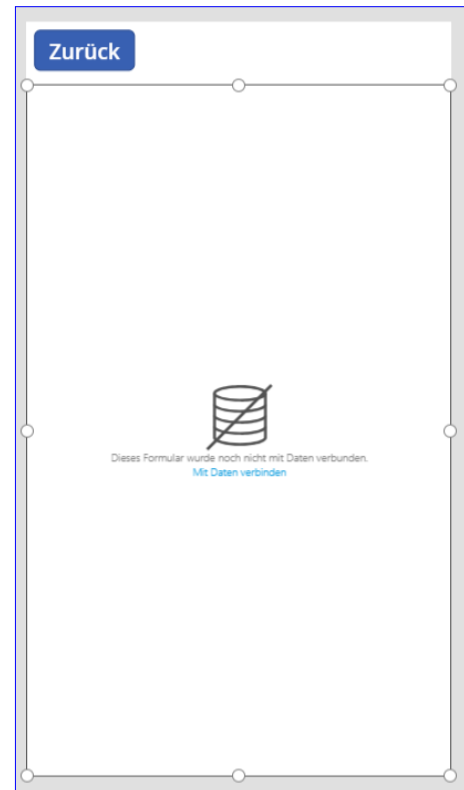 Zurück
Dieses Formular wurde noch nicht mit Daten verbunden.
Mit Daten verbinden